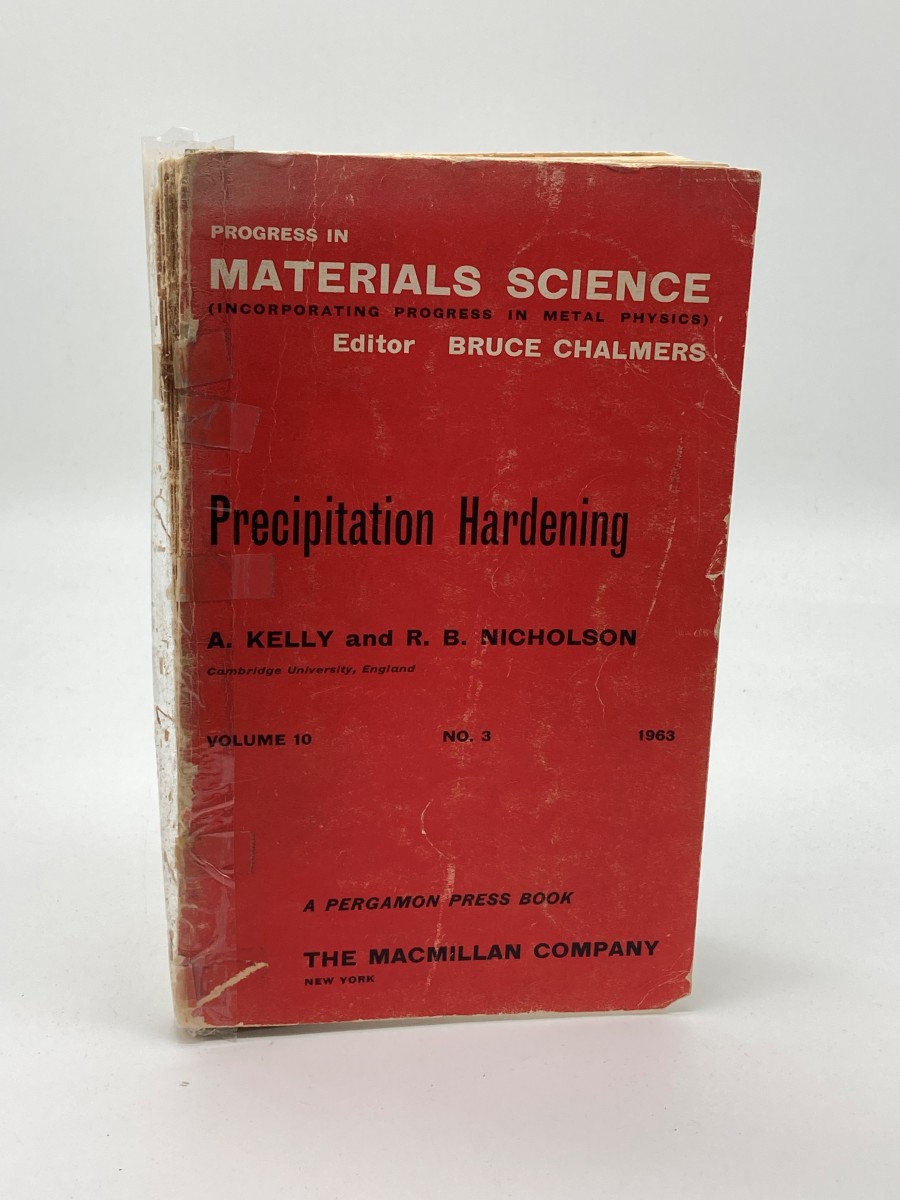 PROGRESS IN
MATERIALS SCIENCE
(INCORPORATING PROGRESS IN METAL PHYSICS)
Editor BRUCE CHALMERS
Precipitation Hardening
A. KELLY and R. B. NICHOLSON
Cambridge University, England
VOLUME 10 NO. 3 1963
A PERGAMON PRESS BOOK
THE MACMILLAN COMPANY
NEW YORK